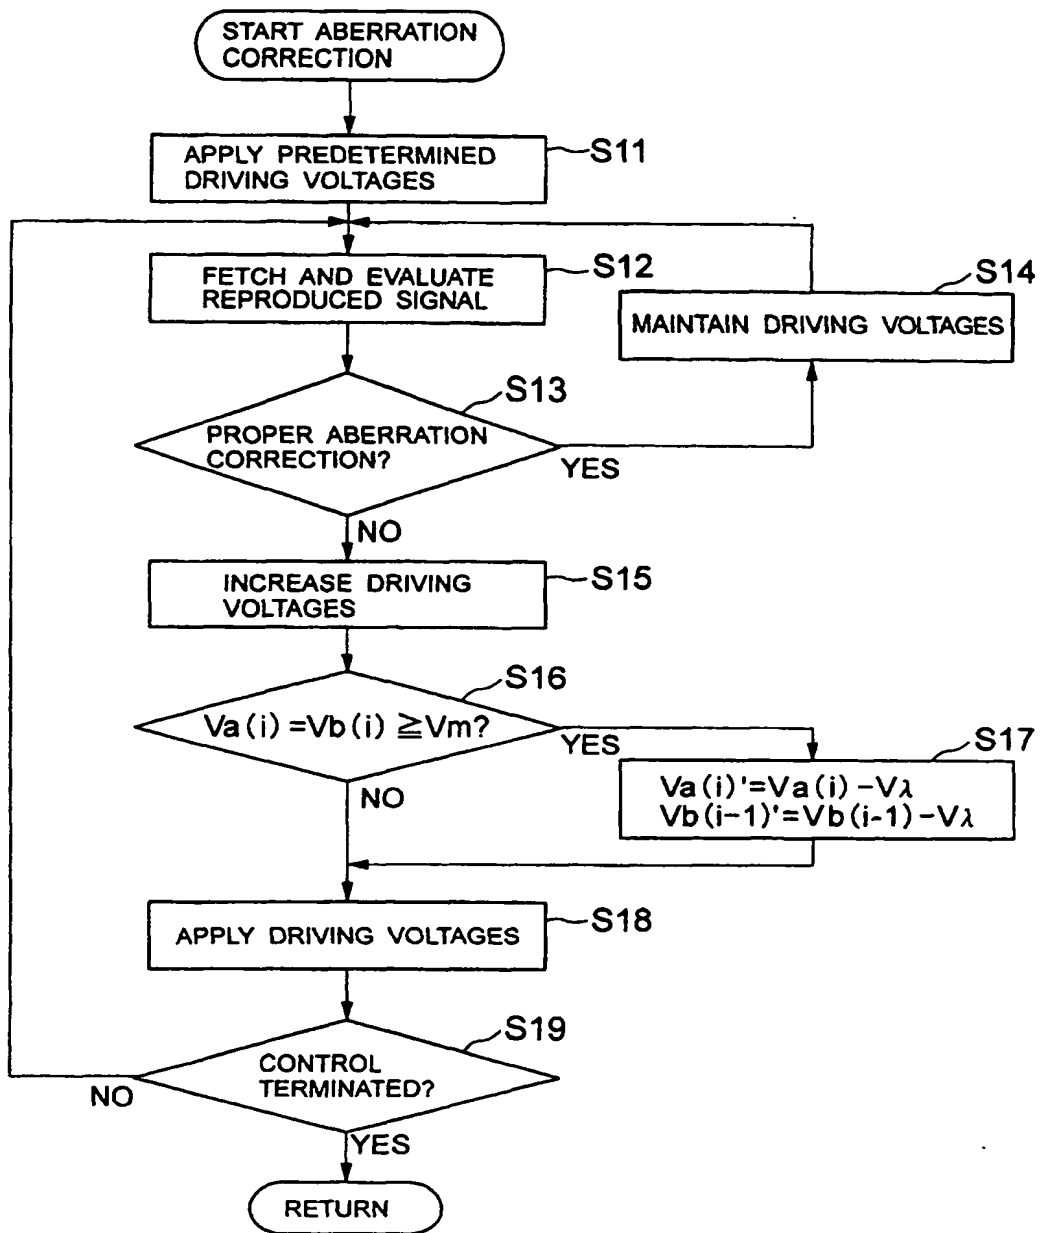 START ABERRATION
CORRECTION
APPLY PREDETERMINED
DRIVING VOLTAGES
S11
FETCH AND EVALUATE
REPRODUCED SIGNAL
S12
S14
MAINTAIN DRIVING VOLTAGES
S13
PROPER ABERRATION
CORRECTION?
YES
NO
INCREASE DRIVING
VOLTAGES
S15
S16
Va(i)=Vb(i)≧Vm?
YES
NO
S17
Va(i)'=Va(i)-Vλ
Vb(i-1)'=Vb(i-1)-Vλ
APPLY DRIVING VOLTAGES
S18
S19
CONTROL
TERMINATED?
NO
YES
RETURN